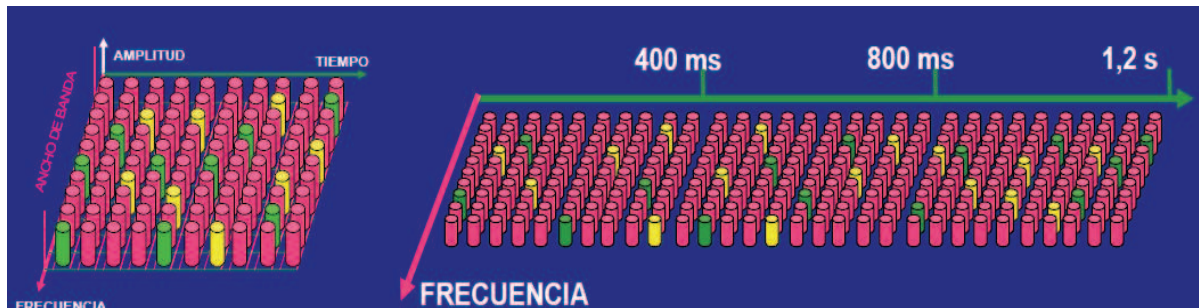 AMPLITUD
TIEMPO
ANCHO DE BANDA
FRECUENCIA
400 ms
800 ms
1,2 s
FRECUENCIA